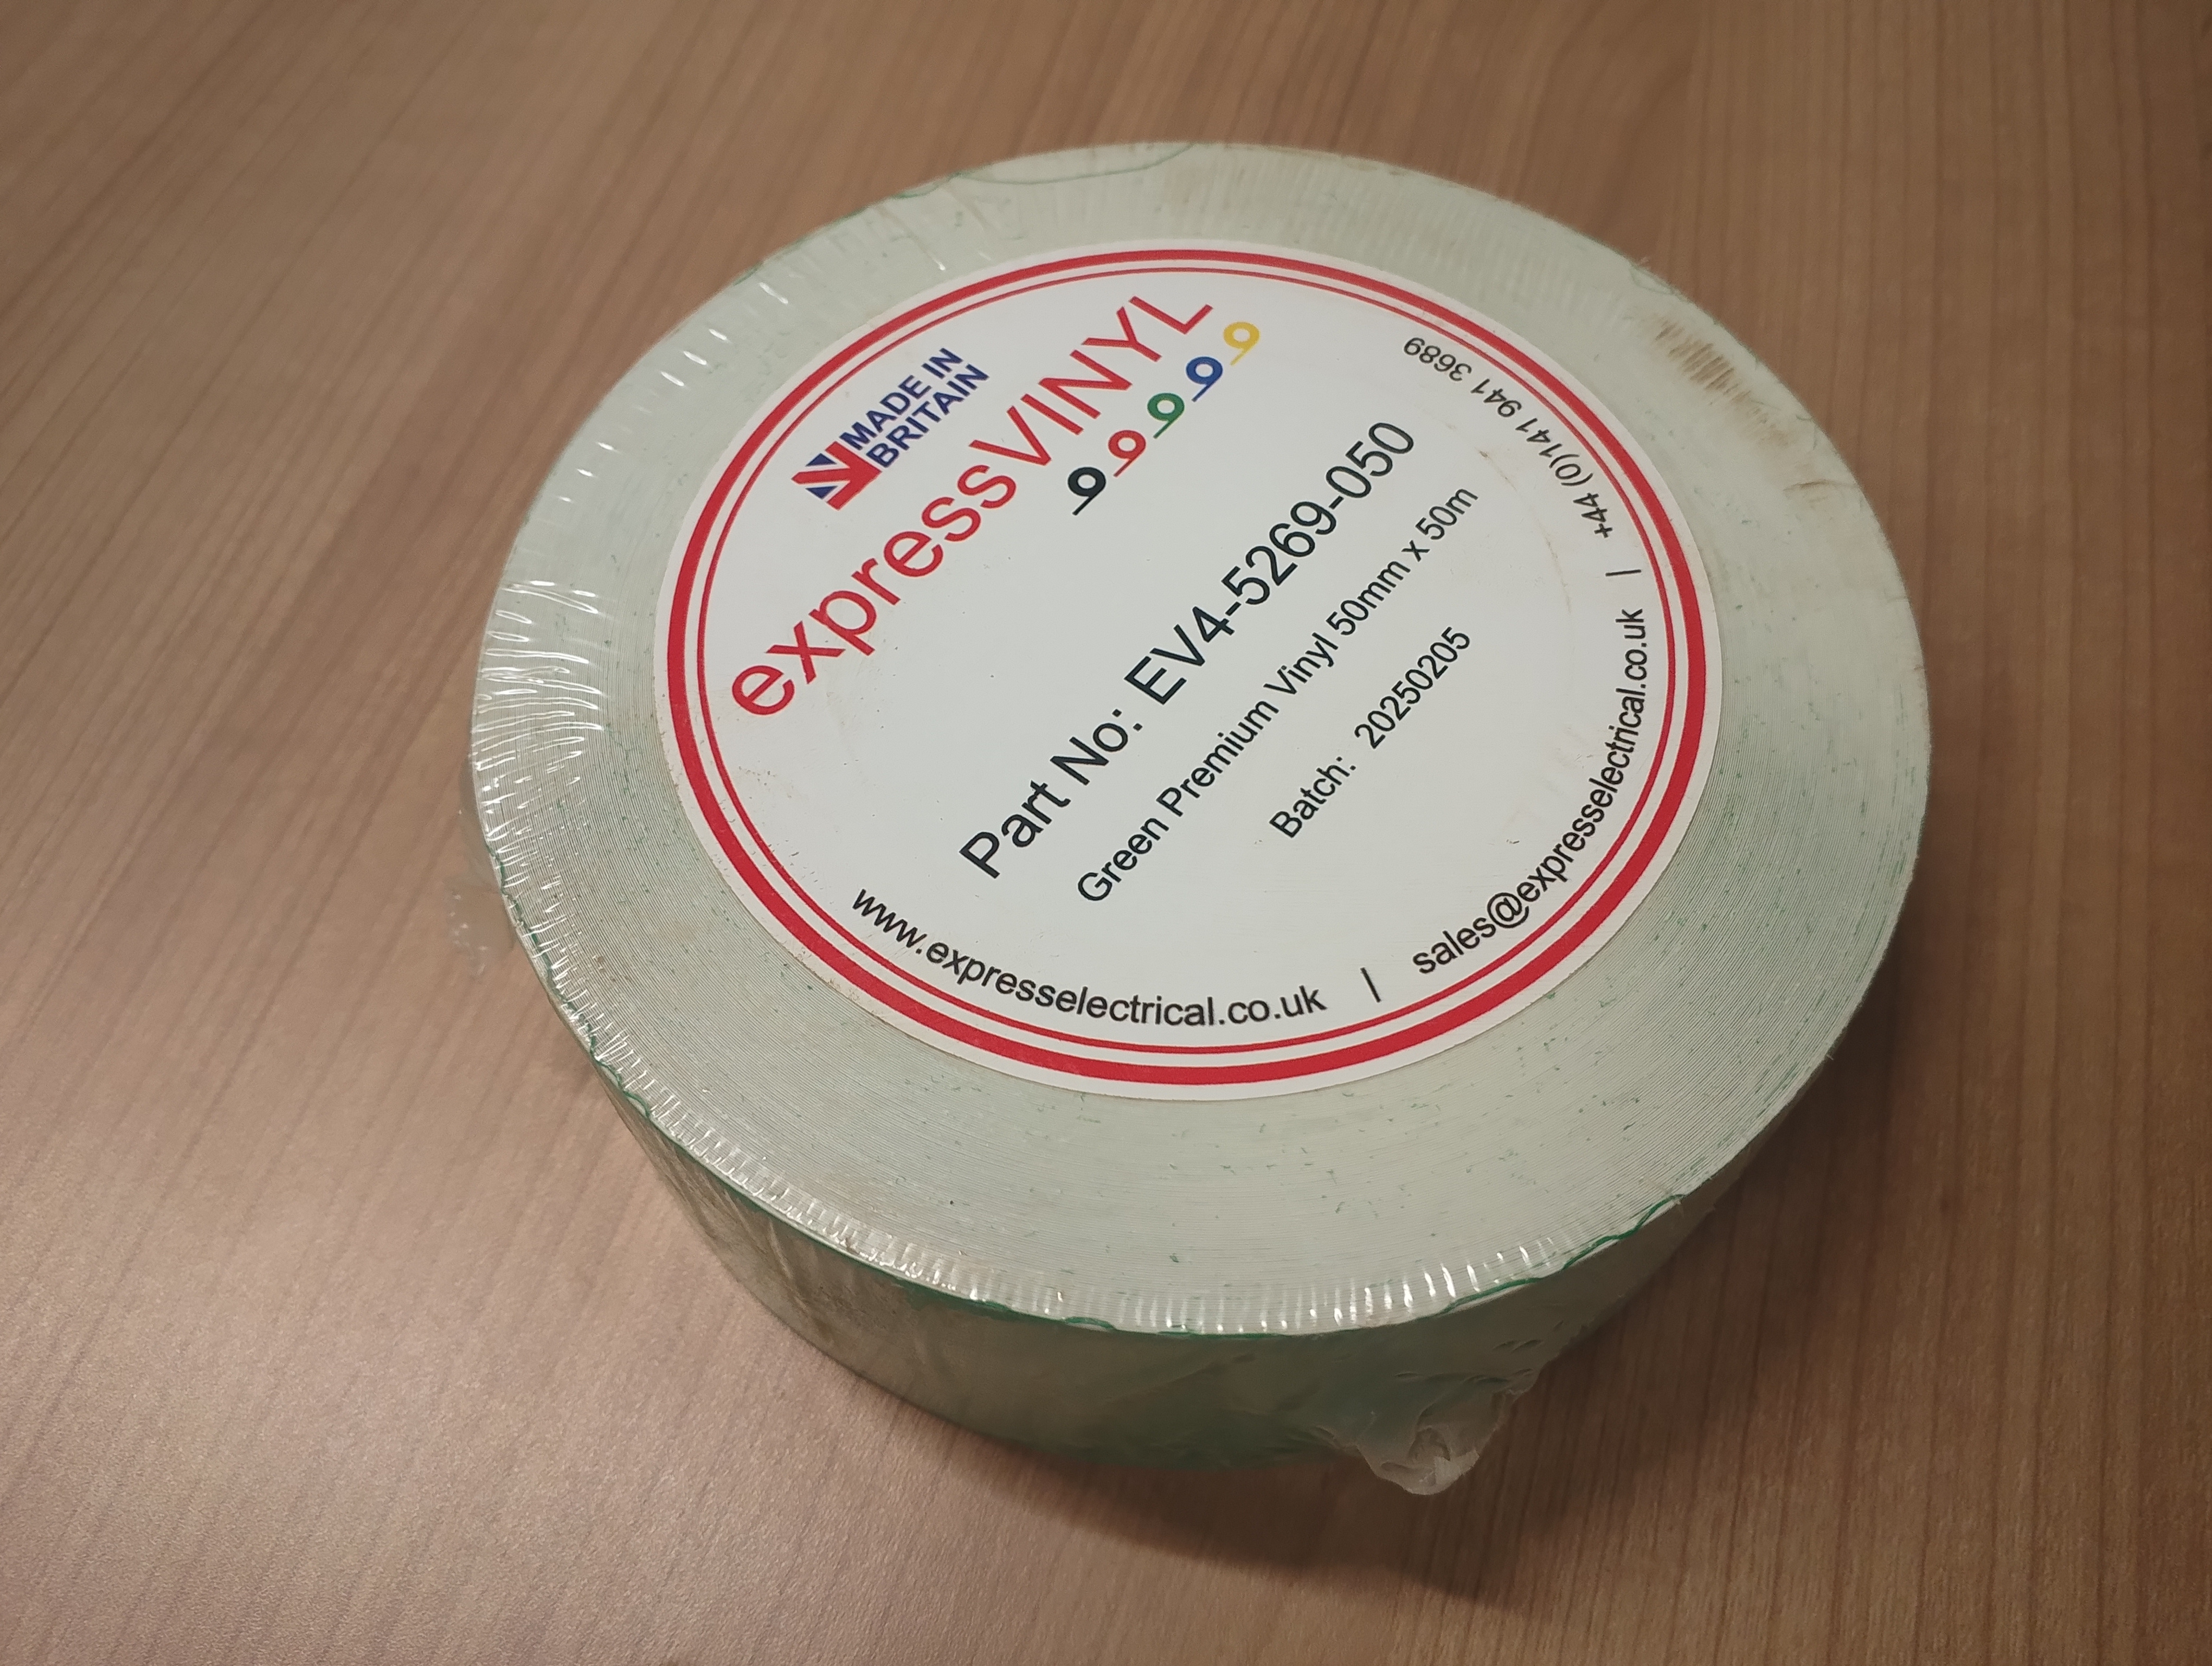 MADE IN
BRITAIN
expressVINYL
Part No: EV4-5269-050
Green Premium Vinyl 50mm x 50m
Batch: 20250205
www.expresselectrical.co.uk | sales@expresselectrical.co.uk | +44 (0)141 941 3689